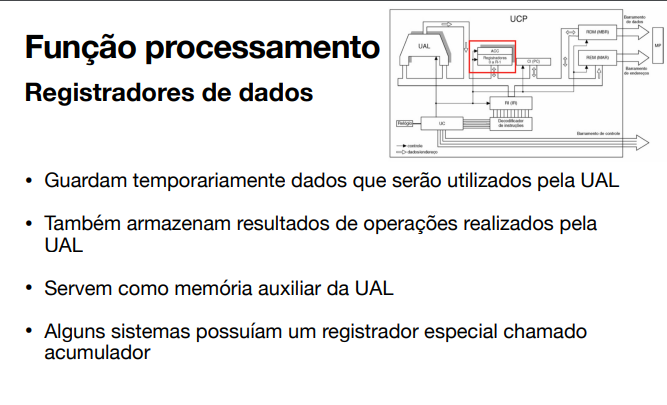 Função processamento
Registradores de dados
UCP
UAL
ACC
Registradores
CI (PC)
RDM (MBR)
REM (MAR)
Barramento
de dados
MP
Barramento
de endereços
RI (IR)
Relógio
UC
Decodificador
de instruções
Barramento de controle
controle
dados/endereço
• Guardam temporariamente dados que serão utilizados pela UAL
• Também armazenam resultados de operações realizados pela
UAL
• Servem como memória auxiliar da UAL
• Alguns sistemas possuíam um registrador especial chamado
acumulador